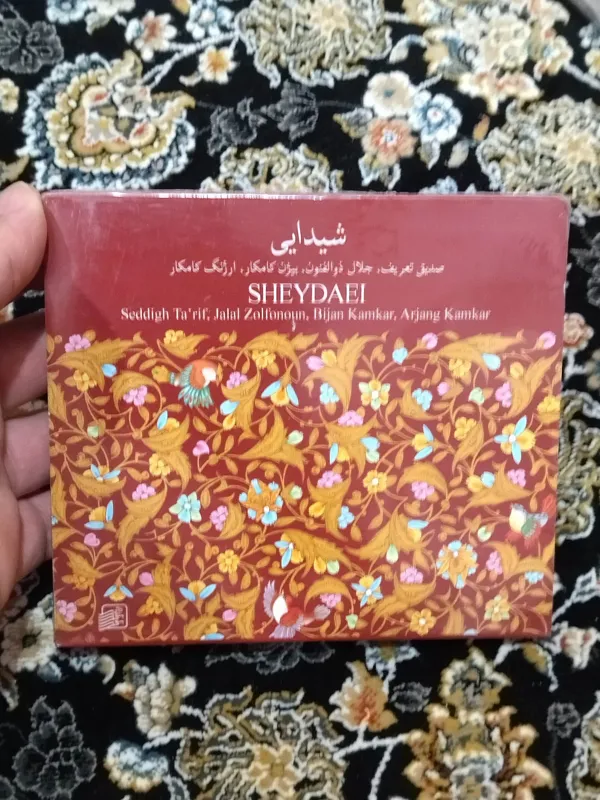 شیدایی
صدیق تعریف، جلال ذوالفنون، بیژن کامکار، ارژنگ کامکار
SHEYDAEI
Seddigh Ta'rif, Jalal Zolfonoun, Bijan Kamkar, Arjang Kamkar